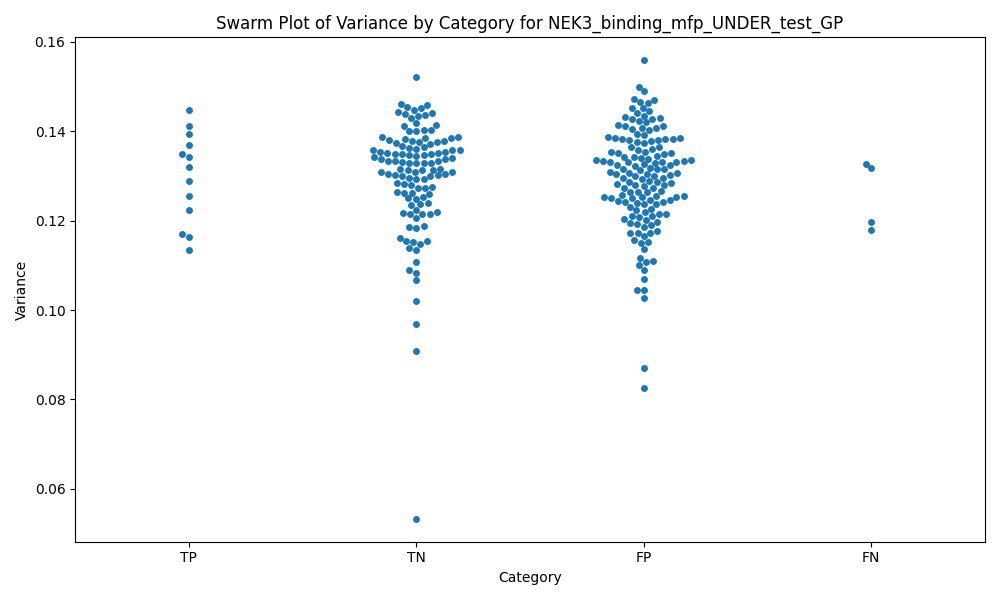 Swarm Plot of Variance by Category for NEK3_binding_mfp_UNDER_test_GP
0.16
0.14
0.12
0.10
0.08
0.06
Variance
TP TN FP FN
Category